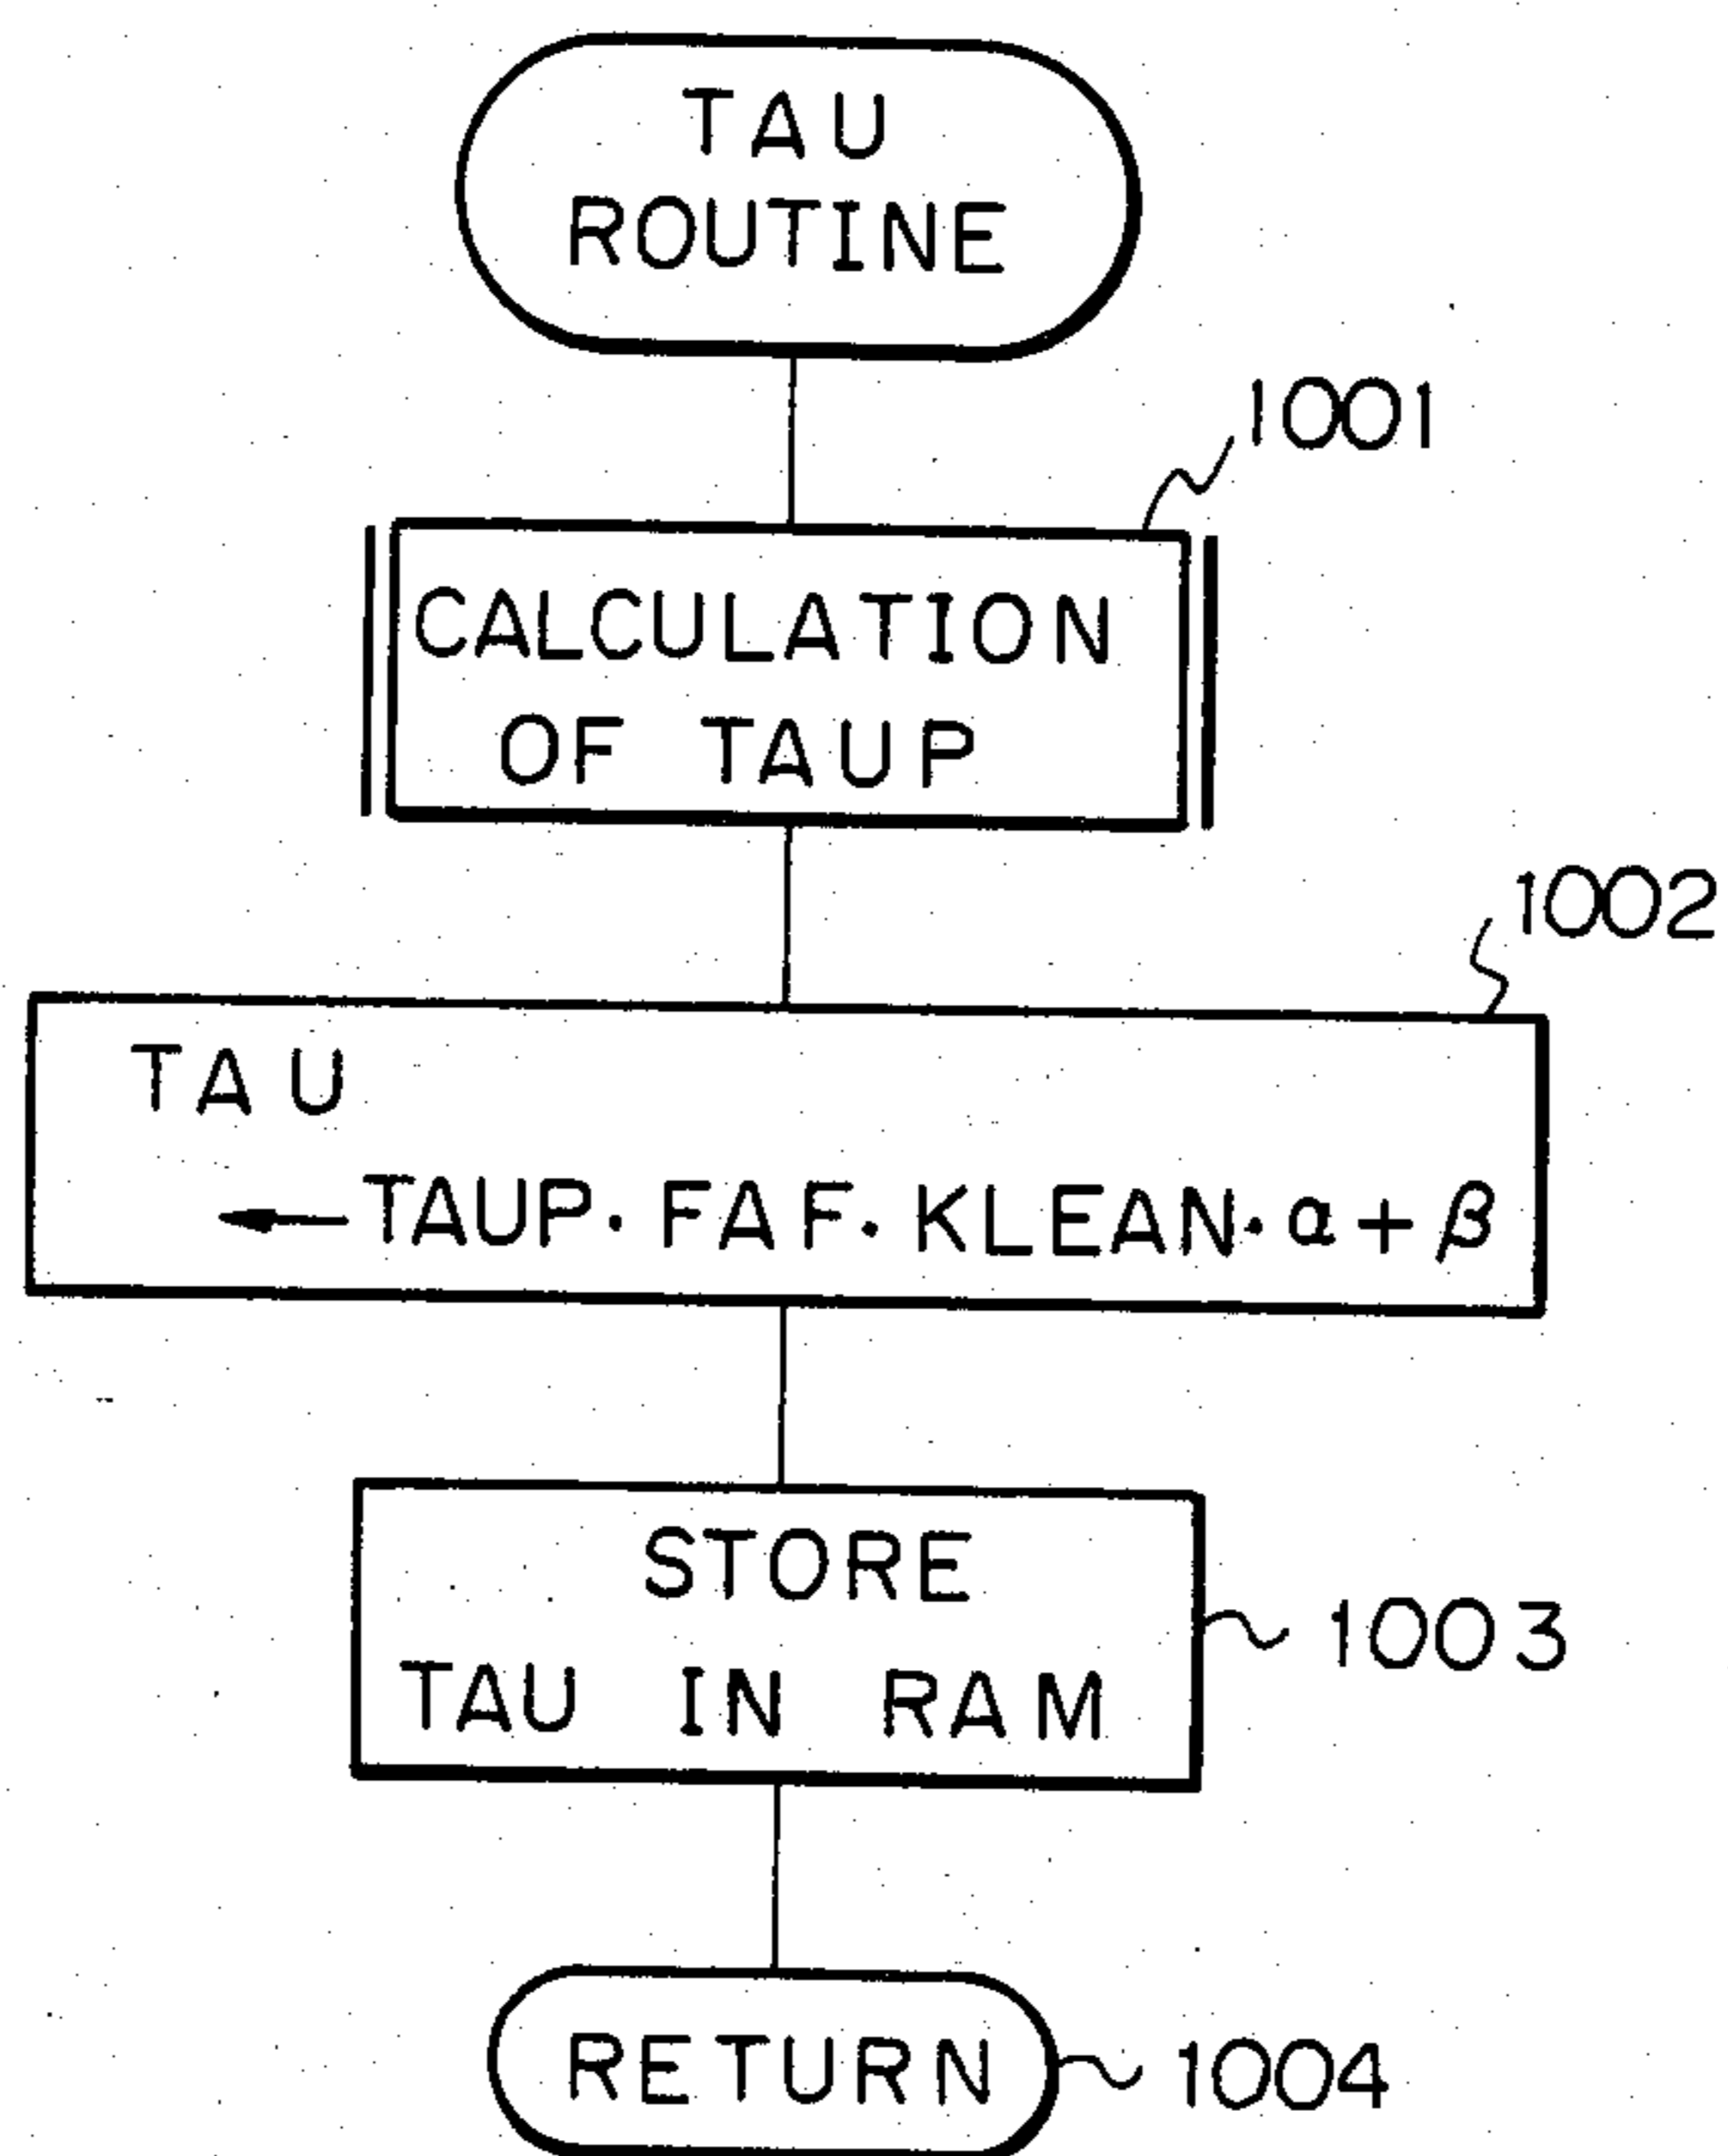 TAU
ROUTINE
1001
CALCULATION
OF TAUP
1002
TAU
←TAUP·FAF·KLEAN·α+β
STORE
TAU IN RAM
1003
RETURN
1004